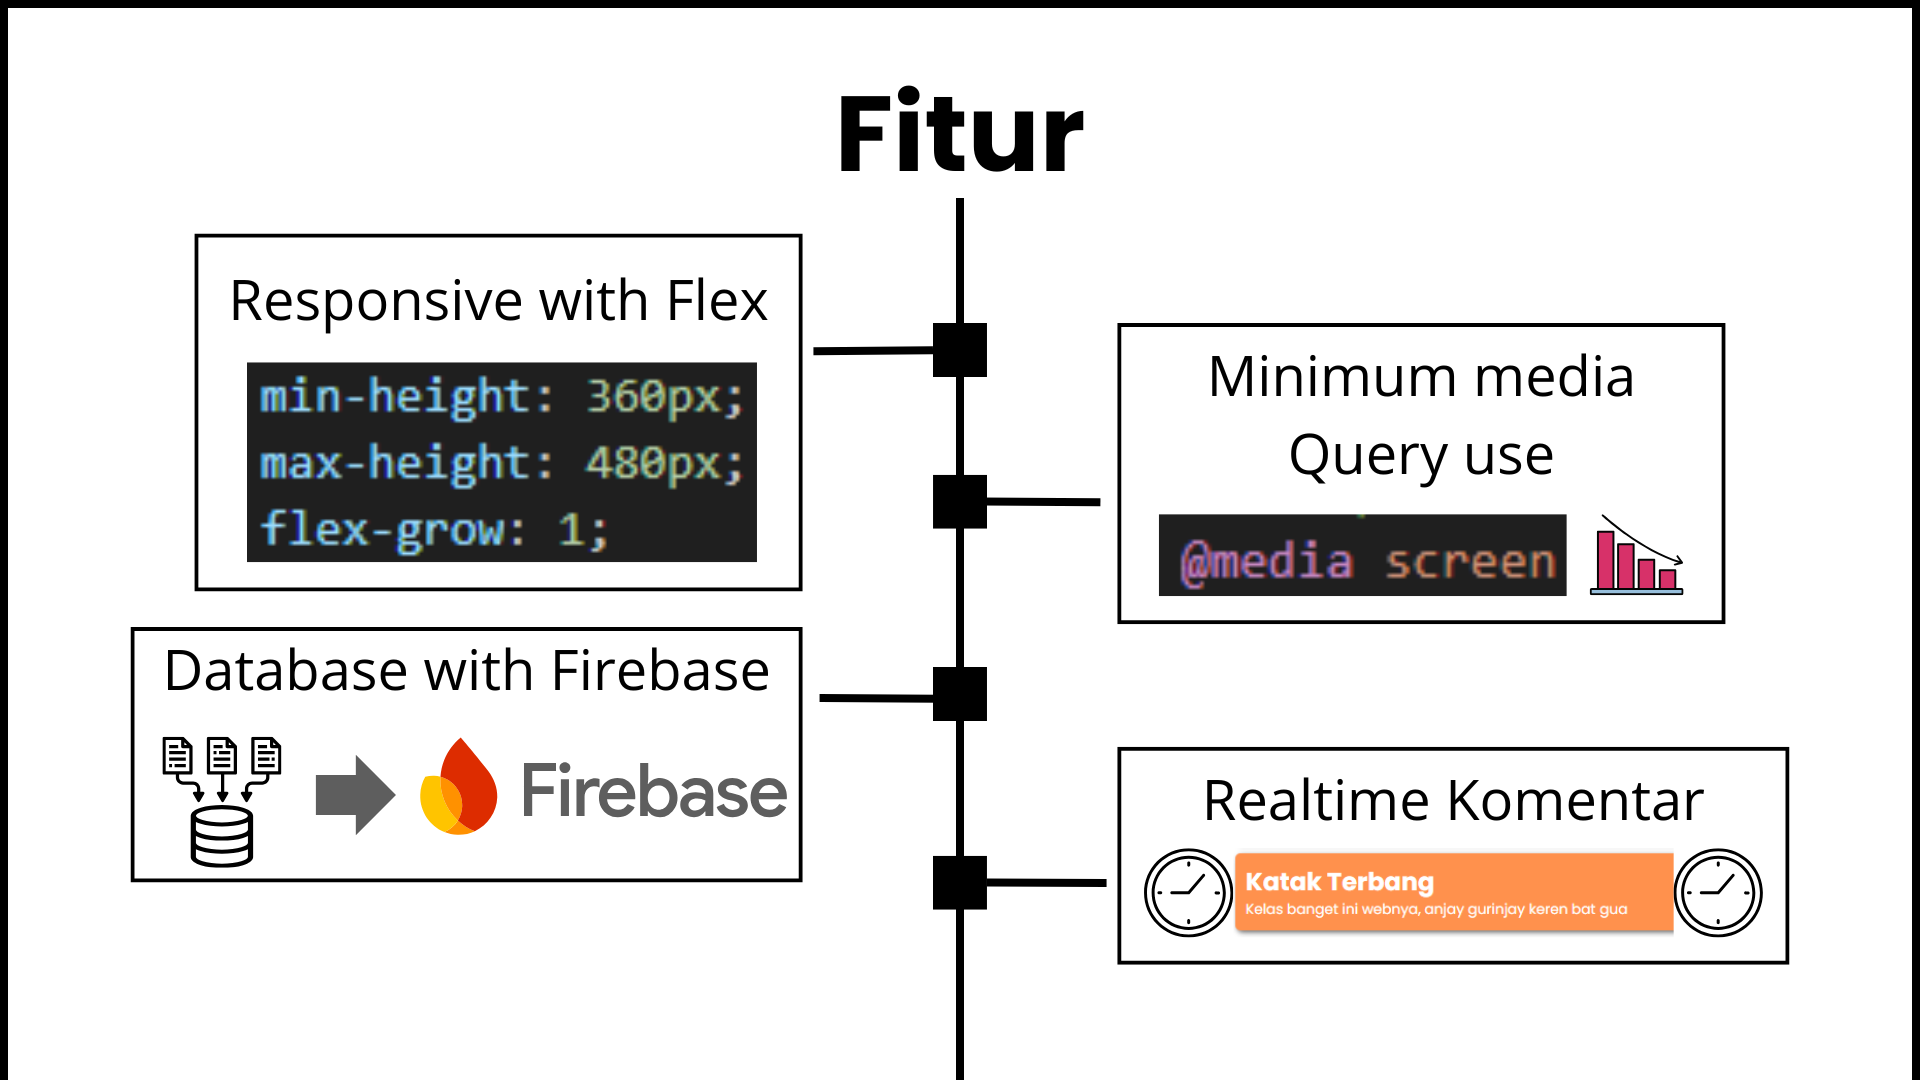 Fitur
Responsive with Flex
min-height: 360px;
max-height: 480px;
flex-grow: 1;
Minimum media
Query use
@media screen
Database with Firebase
Firebase
Realtime Komentar
Katak Terbang
Kelas banget ini webnya, anjay gurinjay keren bat gua